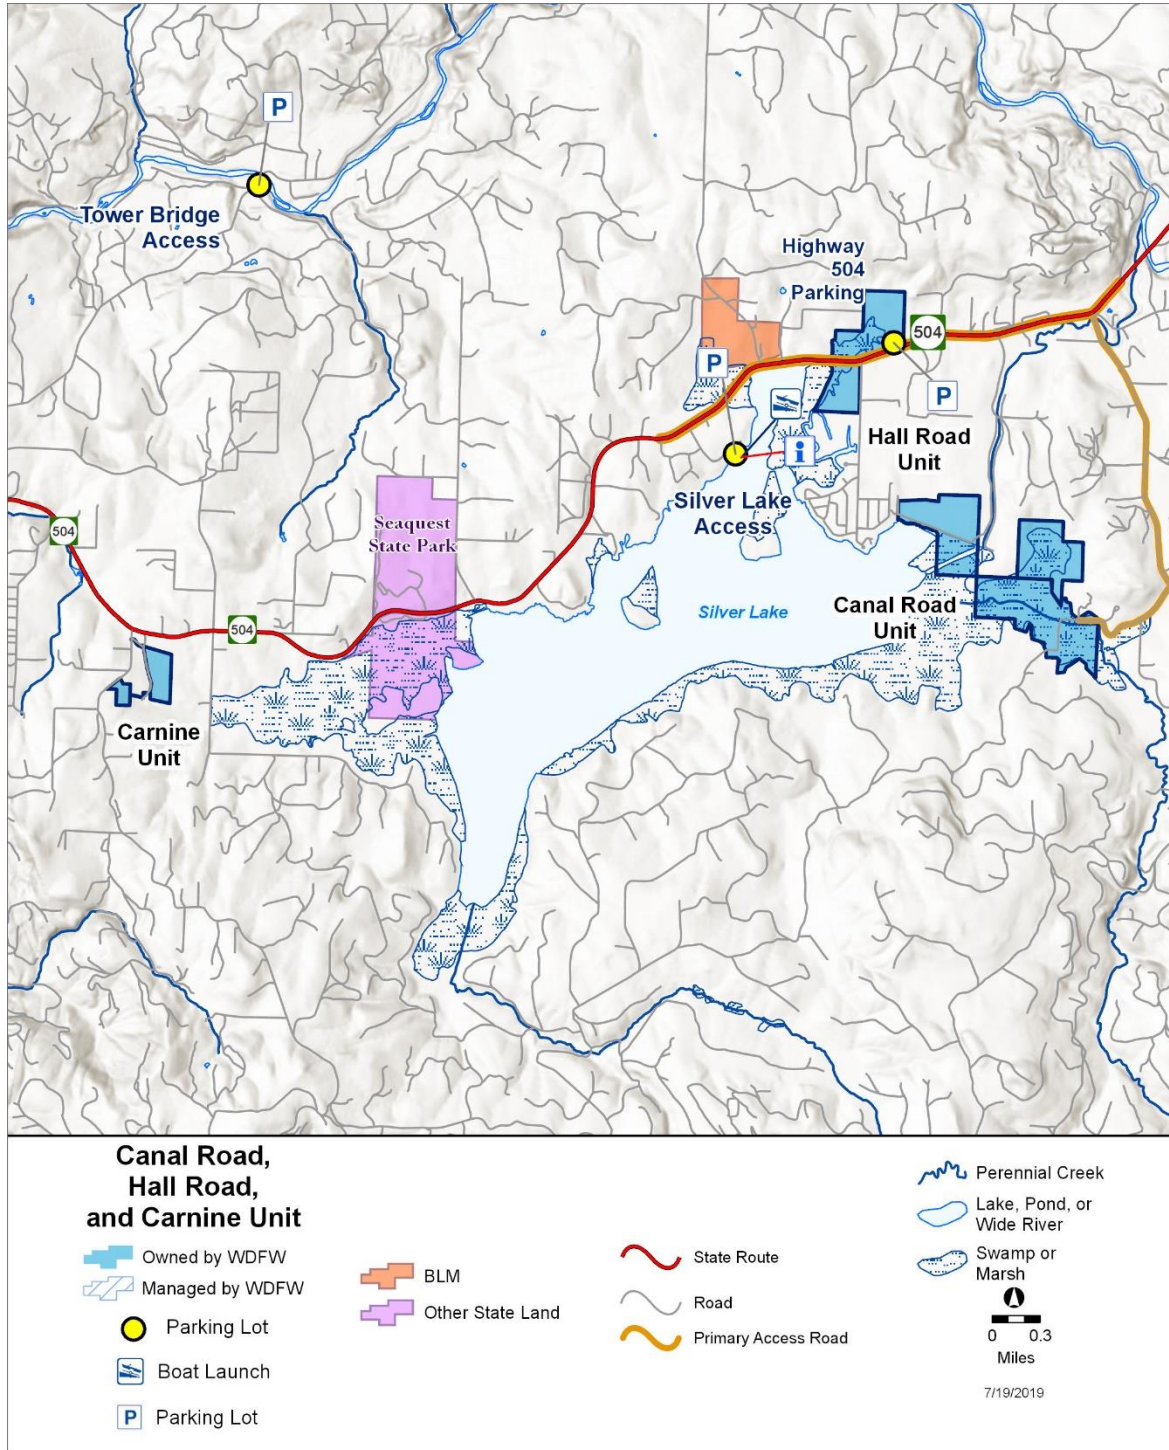 P
Tower Bridge
Access
Highway
504
Parking
504
P
P
Hall Road
Unit
i
Silver Lake
Access
Seaquest
State Park
504
504
Silver Lake
Canal Road
Unit
Carnine
Unit
Canal Road,
Hall Road,
and Carnine Unit
Owned by WDFW
Managed by WDFW
Parking Lot
Boat Launch
P
Parking Lot
BLM
Other State Land
State Route
Road
Primary Access Road
Perennial Creek
Lake, Pond, or
Wide River
Swamp or
Marsh
0 0.3
Miles
7/19/2019